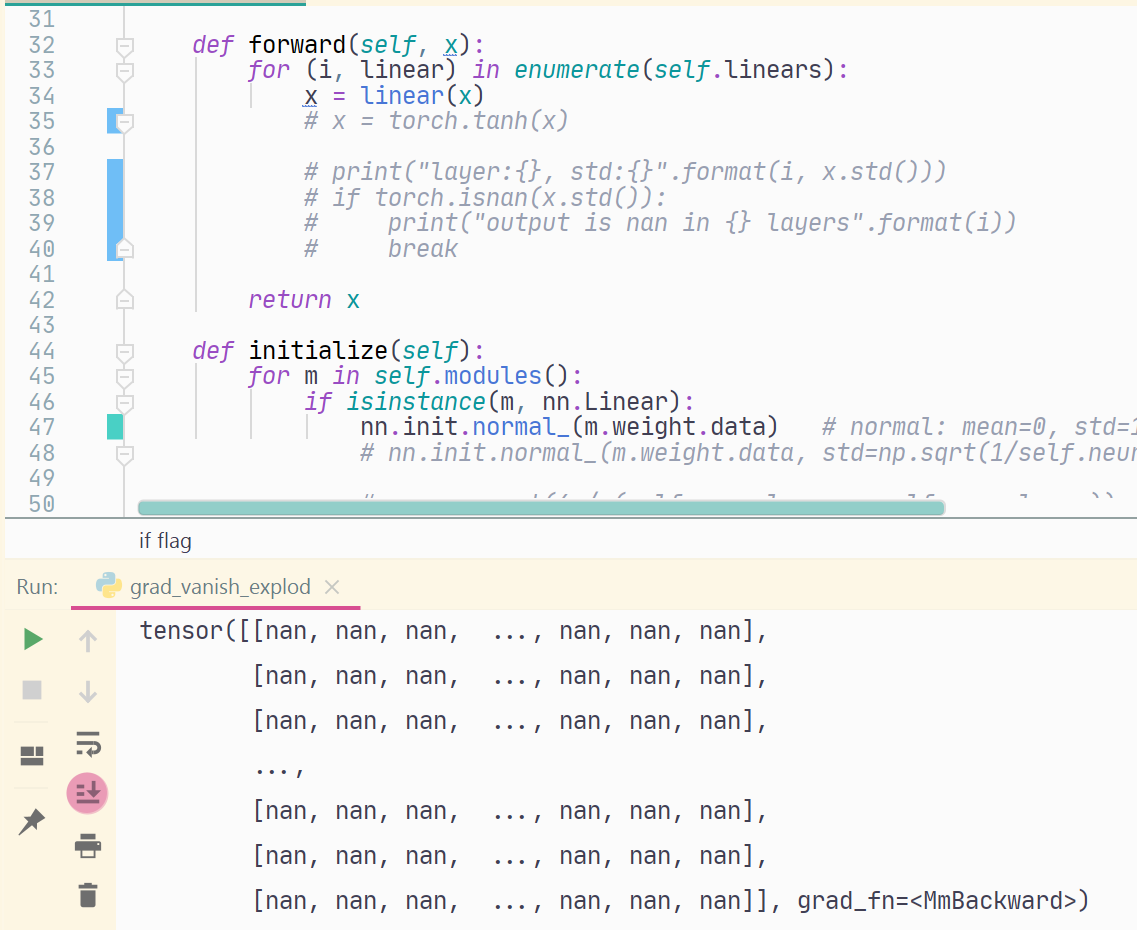 31
32 def forward(self, x):
33 for (i, linear) in enumerate(self.linears):
34 x = linear(x)
35 # x = torch.tanh(x)
36
37 # print("layer:{}, std:{}".format(i, x.std()))
38 # if torch.isnan(x.std()):
39 # print("output is nan in {} layers".format(i))
40 # break
41
42 return x
43
44 def initialize(self):
45 for m in self.modules():
46 if isinstance(m, nn.Linear):
47 nn.init.normal_(m.weight.data) # normal: mean=0, std=1
48 # nn.init.normal_(m.weight.data, std=np.sqrt(1/self.neur
49
50
if flag
Run: grad_vanish_explod
tensor([[nan, nan, nan, ..., nan, nan, nan],
[nan, nan, nan, ..., nan, nan, nan],
[nan, nan, nan, ..., nan, nan, nan],
...,
[nan, nan, nan, ..., nan, nan, nan],
[nan, nan, nan, ..., nan, nan, nan],
[nan, nan, nan, ..., nan, nan, nan]], grad_fn=<MmBackward>)